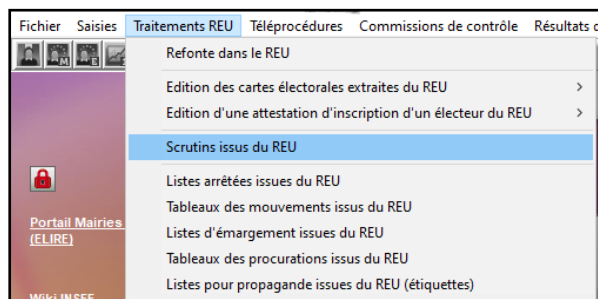 Fichier Saisies Traitements REU Téléprocédures Commissions de contrôle Résultats
Refonte dans le REU
Edition des cartes électorales extraites du REU
Edition d'une attestation d'inscription d'un électeur du REU
Scrutins issus du REU
Listes arrêtées issues du REU
Tableaux des mouvements issus du REU
Portail Mairies
(ELIRE)
Listes d'émargement issues du REU
Tableaux des procurations issus du REU
Listes pour propagande issues du REU (étiquettes)
Wiki INSEE